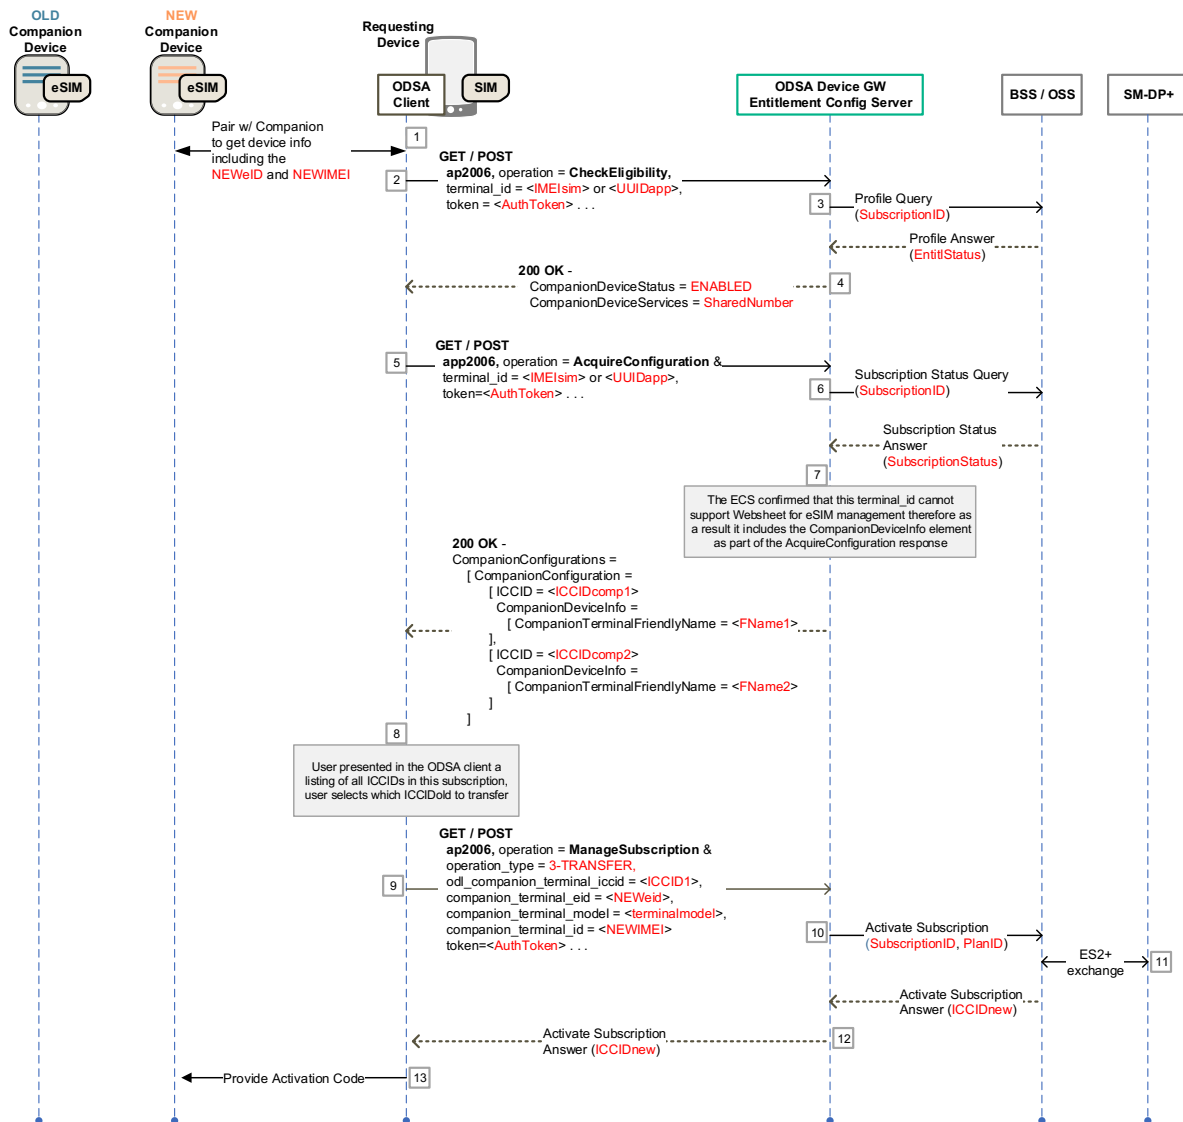 OLD
Companion
Device
eSIM
NEW
Companion
Device
eSIM
Requesting
Device
ODSA
Client
SIM
ODSA Device GW
Entitlement Config Server
BSS / OSS
SM-DP+
Pair w/ Companion
to get device info
including the
NEWeID and NEWIMEI
1
GET / POST
ap2006, operation = CheckEligibility,
terminal_id = <IMEIsim> or <UUIDapp>,
token = <AuthToken> . . .
2
3
Profile Query
(SubscriptionID)
Profile Answer
(EntitlStatus)
200 OK -
CompanionDeviceStatus = ENABLED
CompanionDeviceServices = SharedNumber
4
GET / POST
app2006, operation = AcquireConfiguration &
terminal_id = <IMEIsim> or <UUIDapp>,
token=<AuthToken> . . .
5
6
Subscription Status Query
(SubscriptionID)
Subscription Status
Answer
(SubscriptionStatus)
7
The ECS confirmed that this terminal_id cannot
support Websheet for eSIM management therefore as
a result it includes the CompanionDeviceInfo element
as part of the AcquireConfiguration response
200 OK -
CompanionConfigurations =
[ CompanionConfiguration =
[ ICCID = <ICCIDcomp1>
CompanionDeviceInfo =
[ CompanionTerminalFriendlyName = <FName1>
],
[ ICCID = <ICCIDcomp2>
CompanionDeviceInfo =
[ CompanionTerminalFriendlyName = <FName2>
]
]
8
User presented in the ODSA client a
listing of all ICCIDs in this subscription,
user selects which ICCIDold to transfer
GET / POST
ap2006, operation = ManageSubscription &
operation_type = 3-TRANSFER,
odl_companion_terminal_iccid = <ICCID1>,
companion_terminal_eid = <NEWeid>,
companion_terminal_model = <terminalmodel>,
companion_terminal_id = <NEWIMEI>
token=<AuthToken> . . .
9
10
Activate Subscription
(SubscriptionID, PlanID)
ES2+
exchange
11
Activate Subscription
Answer (ICCIDnew)
Activate Subscription
Answer (ICCIDnew)
12
Provide Activation Code
13